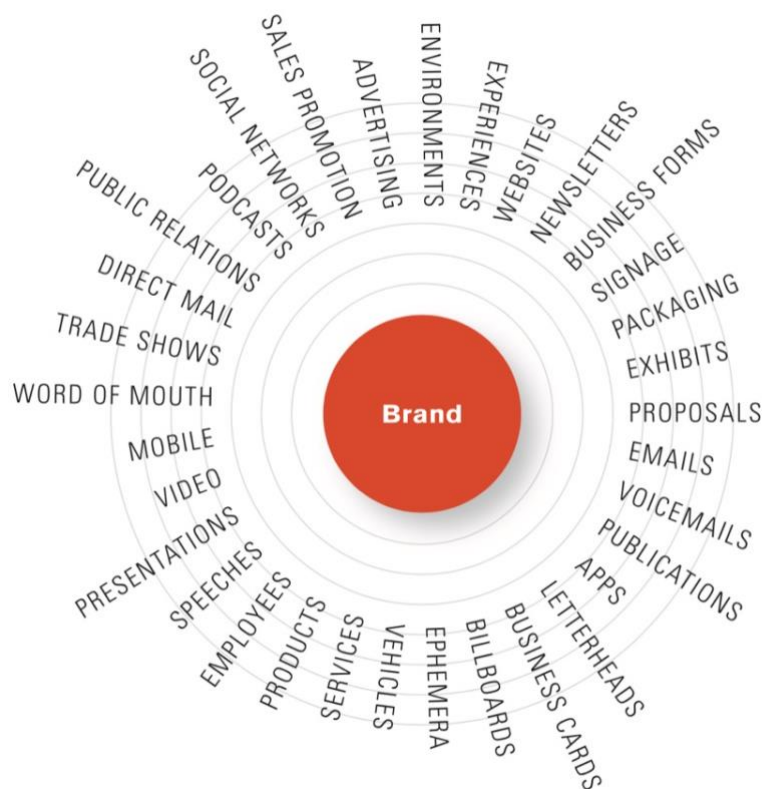 Brand
ENVIRONMENTS
EXPERIENCES
WEBSITES
NEWSLETTERS
BUSINESS FORMS
SIGNAGE
PACKAGING
EXHIBITS
PROPOSALS
EMAILS
VOICEMAILS
PUBLICATIONS
APPS
LETTERHEADS
BUSINESS CARDS
BILLBOARDS
EPHEMERA
VEHICLES
SERVICES
PRODUCTS
EMPLOYEES
SPEECHES
PRESENTATIONS
VIDEO
MOBILE
WORD OF MOUTH
TRADE SHOWS
DIRECT MAIL
PUBLIC RELATIONS
PODCASTS
SOCIAL NETWORKS
SALES PROMOTION
ADVERTISING